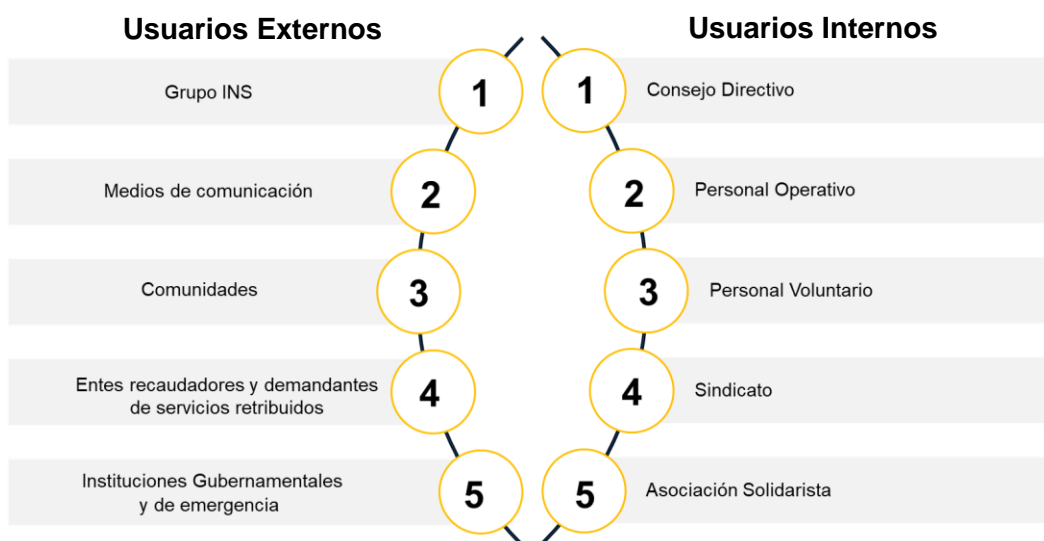 Usuarios Externos
1
Grupo INS
2
Medios de comunicación
3
Comunidades
4
Entes recaudadores y demandantes
de servicios retribuidos
5
Instituciones Gubernamentales
y de emergencia
Usuarios Internos
1
Consejo Directivo
2
Personal Operativo
3
Personal Voluntario
4
Sindicato
5
Asociación Solidarista